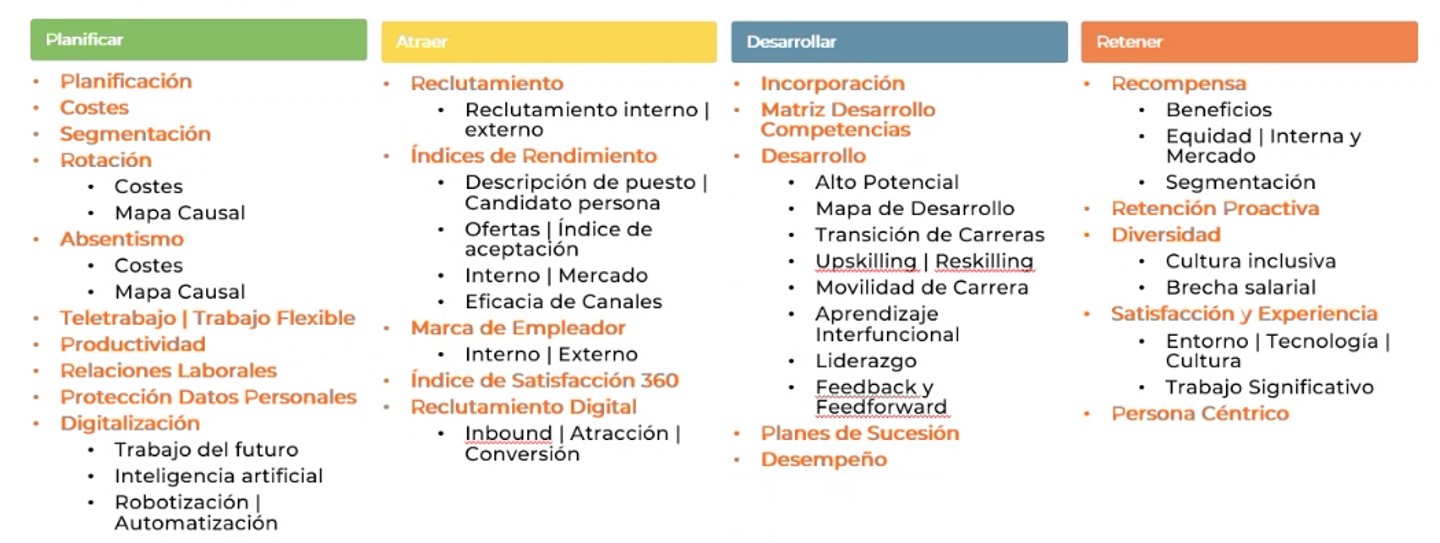 Planificar
• Planificación
• Costes
• Segmentación
• Rotación
• Costes
• Mapa Causal
• Absentismo
• Costes
• Mapa Causal
• Teletrabajo | Trabajo Flexible
• Productividad
• Relaciones Laborales
• Protección Datos Personales
• Digitalización
• Trabajo del futuro
• Inteligencia artificial
• Robotización |
Automatización
Atraer
• Reclutamiento
• Reclutamiento interno |
externo
• Índices de Rendimiento
• Descripción de puesto |
Candidato persona
• Ofertas | Índice de
aceptación
• Interno | Mercado
• Eficacia de Canales
• Marca de Empleador
• Interno | Externo
• Índice de Satisfacción 360
• Reclutamiento Digital
• Inbound | Atracción |
Conversión
Desarrollar
• Incorporación
• Matriz Desarrollo
Competencias
• Desarrollo
• Alto Potencial
• Mapa de Desarrollo
• Transición de Carreras
• Upskilling | Reskilling
• Movilidad de Carrera
• Aprendizaje
Interfuncional
• Liderazgo
• Feedback y
Feedforward
• Planes de Sucesión
• Desempeño
Retener
• Recompensa
• Beneficios
• Equidad | Interna y
Mercado
• Segmentación
• Retención Proactiva
• Diversidad
• Cultura inclusiva
• Brecha salarial
• Satisfacción y Experiencia
• Entorno | Tecnología |
Cultura
• Trabajo Significativo
• Persona Céntrico